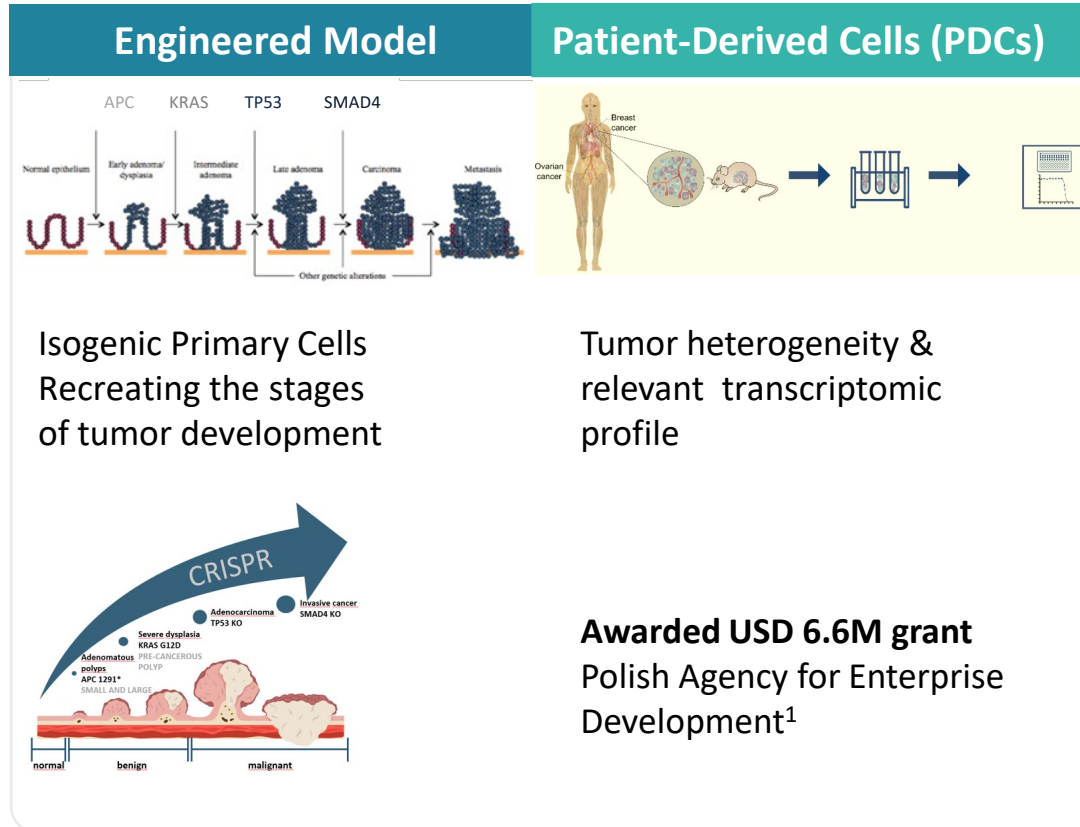 Engineered Model
APC KRAS TP53 SMAD4
Normal epithelium
Early adenoma/
dysplasia
Intermediate
adenoma
Late adenoma
Carcinoma
Metastasis
Other genetic alterations
Isogenic Primary Cells
Recreating the stages
of tumor development
CRISPR
Invasive cancer
SMAD4 KO
Adenocarcinoma
TP53 KO
Severe dysplasia
KRAS G12D
PRE-CANCEROUS
POLYP
Adenomatous
polyps
APC 1291*
SMALL AND LARGE
normal benign malignant
Patient-Derived Cells (PDCs)
Breast
cancer
Ovarian
cancer
Tumor heterogeneity &
relevant transcriptomic
profile
Awarded USD 6.6M grant
Polish Agency for Enterprise
Development¹